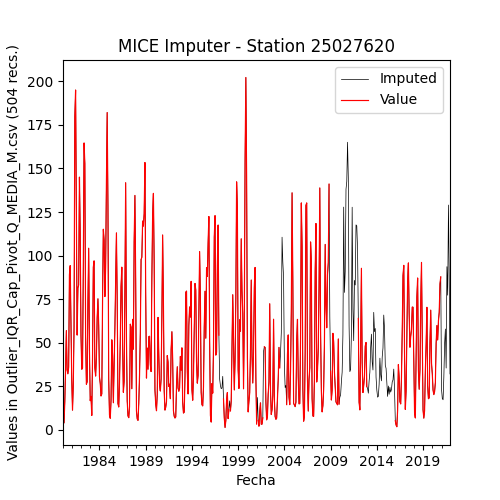 MICE Imputer - Station 25027620
Values in Outlier_IQR_Cap_Pivot_Q_MEDIA_M.csv (504 recs.)
200
175
150
125
100
75
50
25
0
Imputed
Value
1984 1989 1994 1999 2004 2009 2014 2019
Fecha